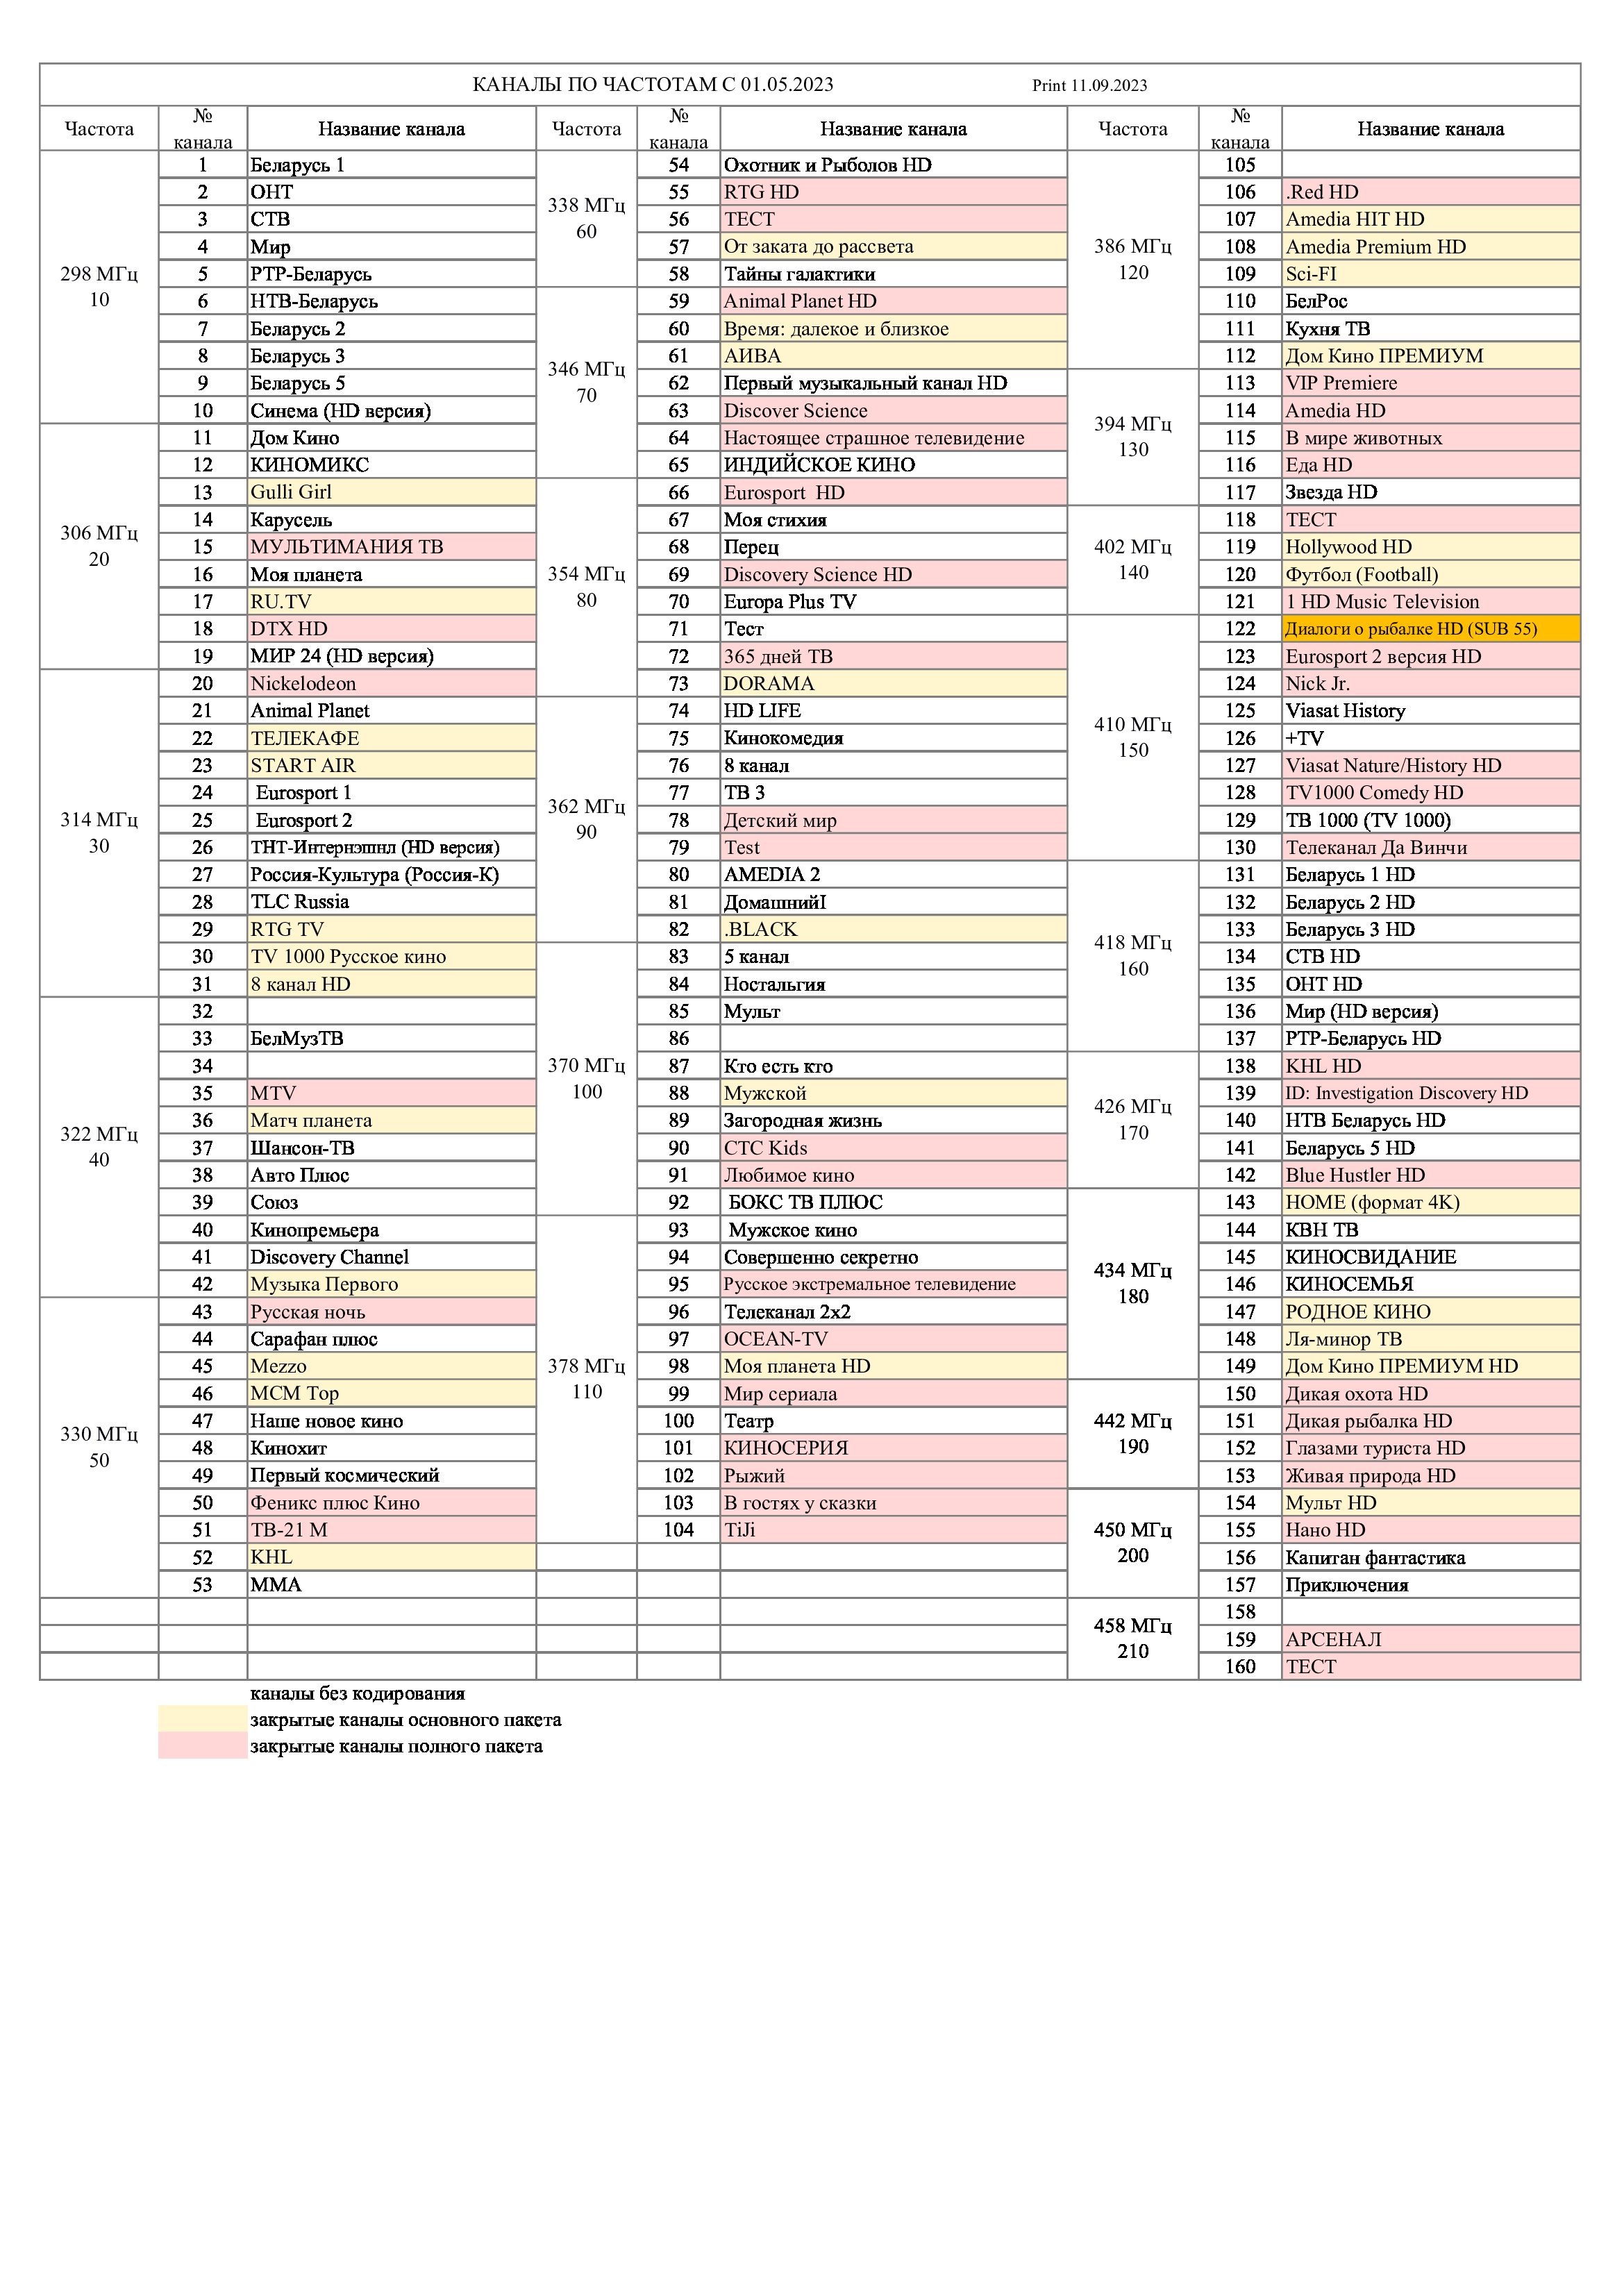 КАНАЛЫ ПО ЧАСТОТАМ С 01.05.2023 Print 11.09.2023
Частота № канала Название канала Частота № канала Название канала Частота № канала Название канала
298 МГц
10
1 Беларусь 1
2 ОНТ
3 СТВ
4 Мир
5 РТР-Беларусь
6 НТВ-Беларусь
7 Беларусь 2
8 Беларусь 3
9 Беларусь 5
10 Синема (HD версия)
306 МГц
20
11 Дом Кино
12 КИНОМИКС
13 Gulli Girl
14 Карусель
15 МУЛЬТИМАНИЯ ТВ
16 Моя планета
17 RU.TV
18 DTX HD
19 МИР 24 (HD версия)
314 МГц
30
20 Nickelodeon
21 Animal Planet
22 ТЕЛЕКАФЕ
23 START AIR
24 Eurosport 1
25 Eurosport 2
26 ТНТ-Интернэшнл (HD версия)
27 Россия-Культура (Россия-К)
28 TLC Russia
29 RTG TV
30 TV 1000 Русское кино
31 8 канал HD
322 МГц
40
32
33 БелМузТВ
34
35 MTV
36 Матч планета
37 Шансон-ТВ
38 Авто Плюс
39 Союз
40 Кинопремьера
41 Discovery Channel
42 Музыка Первого
330 МГц
50
43 Русская ночь
44 Сарафан плюс
45 Mezzo
46 MCM Top
47 Наше новое кино
48 Кинохит
49 Первый космический
50 Феникс плюс Кино
51 ТВ-21 М
52 KHL
53 ММА
338 МГц
60
54 Охотник и Рыболов HD
55 RTG HD
56 ТЕСТ
57 От заката до рассвета
58 Тайны галактики
346 МГц
70
59 Animal Planet HD
60 Время: далекое и близкое
61 АИВА
62 Первый музыкальный канал HD
63 Discover Science
64 Настоящее страшное телевидение
65 ИНДИЙСКОЕ КИНО
354 МГц
80
66 Eurosport HD
67 Моя стихия
68 Перец
69 Discovery Science HD
70 Europa Plus TV
71 Тест
72 365 дней ТВ
73 DORAMA
362 МГц
90
74 HD LIFE
75 Кинокомедия
76 8 канал
77 ТВ 3
78 Детский мир
79 Test
80 AMEDIA 2
81 ДомашнийI
82 .BLACK
370 МГц
100
83 5 канал
84 Ностальгия
85 Мульт
86
87 Кто есть кто
88 Мужской
89 Загородная жизнь
90 СТС Kids
91 Любимое кино
92 БОКС ТВ ПЛЮС
378 МГц
110
93 Мужское кино
94 Совершенно секретно
95 Русское экстремальное телевидение
96 Телеканал 2х2
97 OCEAN-TV
98 Моя планета HD
99 Мир сериала
100 Театр
101 КИНОСЕРИЯ
102 Рыжий
103 В гостях у сказки
104 TiJi
386 МГц
120
105
106 .Red HD
107 Amedia HIT HD
108 Amedia Premium HD
109 Sci-FI
110 БелРос
111 Кухня ТВ
112 Дом Кино ПРЕМИУМ
394 МГц
130
113 VIP Premiere
114 Amedia HD
115 В мире животных
116 Еда HD
117 Звезда HD
402 МГц
140
118 ТЕСТ
119 Hollywood HD
120 Футбол (Football)
121 1 HD Music Television
410 МГц
150
122 Диалоги о рыбалке HD (SUB 55)
123 Eurosport 2 версия HD
124 Nick Jr.
125 Viasat History
126 +TV
127 Viasat Nature/History HD
128 TV1000 Comedy HD
129 ТВ 1000 (TV 1000)
130 Телеканал Да Винчи
418 МГц
160
131 Беларусь 1 HD
132 Беларусь 2 HD
133 Беларусь 3 HD
134 СТВ HD
135 ОНТ HD
136 Мир (HD версия)
137 РТР-Беларусь HD
426 МГц
170
138 KHL HD
139 ID: Investigation Discovery HD
140 НТВ Беларусь HD
141 Беларусь 5 HD
142 Blue Hustler HD
434 МГц
180
143 HOME (формат 4K)
144 КВН ТВ
145 КИНОСВИДАНИЕ
146 КИНОСЕМЬЯ
147 РОДНОЕ КИНО
148 Ля-минор ТВ
149 Дом Кино ПРЕМИУМ HD
442 МГц
190
150 Дикая охота HD
151 Дикая рыбалка HD
152 Глазами туриста HD
153 Живая природа HD
450 МГц
200
154 Мульт HD
155 Нано HD
156 Капитан фантастика
157 Приключения
458 МГц
210
158
159 АРСЕНАЛ
160 ТЕСТ
каналы без кодирования
закрытые каналы основного пакета
закрытые каналы полного пакета